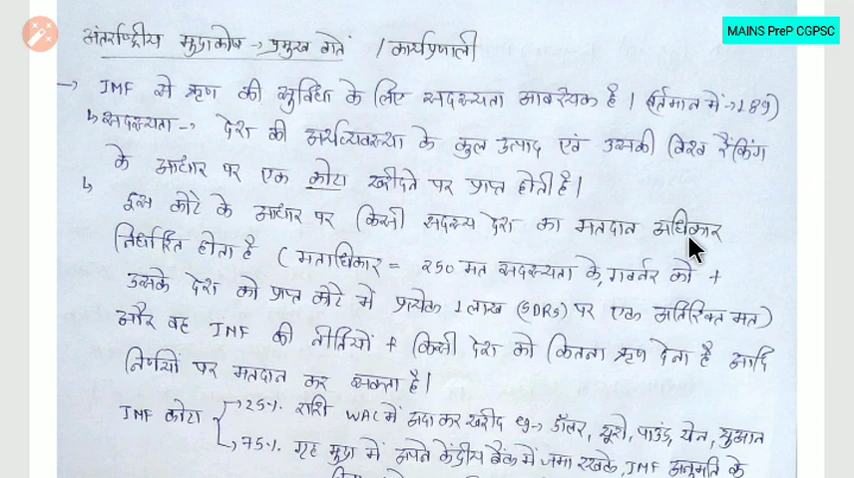 MAINS PreP CGPSC
अंतर्राष्ट्रीय मुद्राकोष → प्रमुख बातें / कार्यप्रणाली
→ IMF से ऋण की सुविधा के लिए सदस्यता आवश्यक है। (वर्तमान में → 189)
↳ सदस्यता → देश की अर्थव्यवस्था के कुल उत्पाद एवं उसकी विश्व रैंकिंग
के आधार पर एक कोटा खरीदने पर प्राप्त होती है।
↳ इस कोटे के आधार पर किसी सदस्य देश का मतदान अधिकार
निर्धारित होता है (मताधिकार = 250 मत सदस्यता के, गवर्नर को +
उसके देश को प्राप्त कोटे में प्रत्येक 1 लाख (SDRs) पर एक अतिरिक्त मत)
और वह IMF की नीतियों + किसी देश को कितना ऋण देना है आदि
निर्णयों पर मतदान कर सकता है।
IMF कोटा → 25% राशि WAC में अदा कर खरीद eg → डॉलर, यूरो, पाउंड, येन, युआन
→ 75% गृह मुद्रा में अपने केंद्रीय बैंक में जमा रखके, IMF अनुमति के